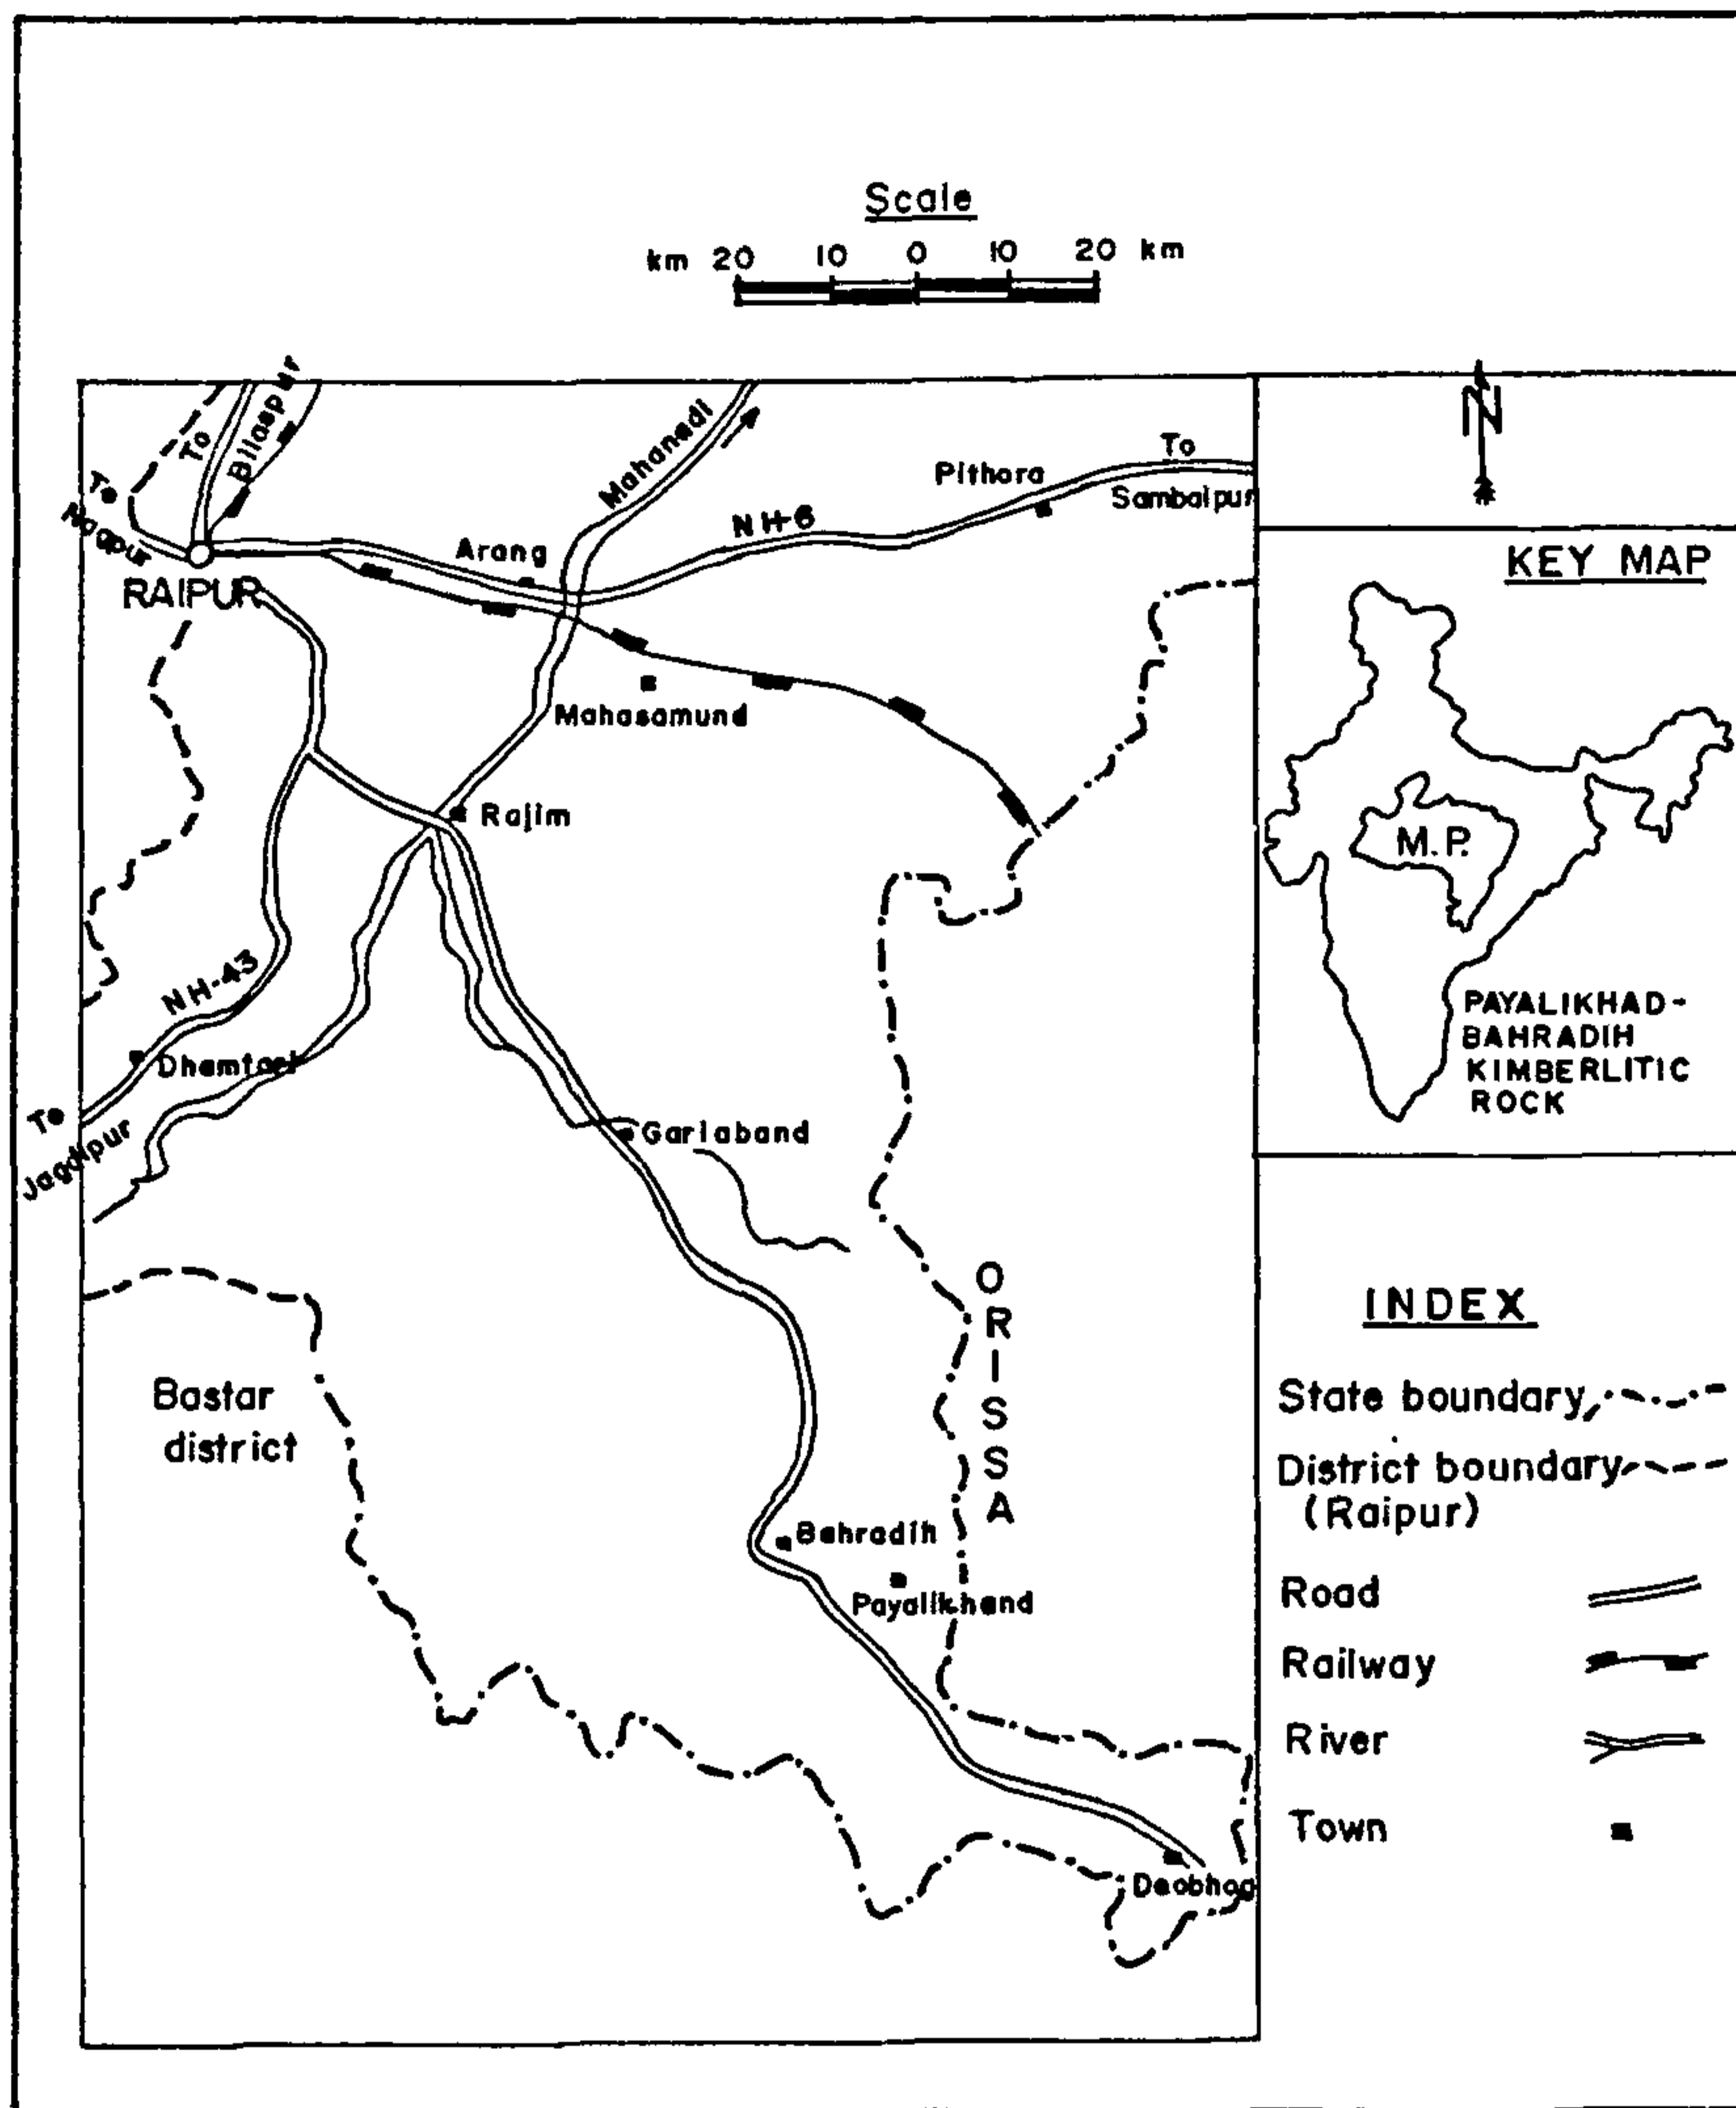 Scale
km 20 10 0 10 20 km
To
Bilaspur
To
Nagpur
RAIPUR
Arang
Mahanadi
NH-6
Pithora
To
Sambalpur
Mahasamund
Rajim
NH-43
Dhamtari
To
Jagdlpur
Gariaband
ORISSA
Bastar
district
Bahradih
Payalikhand
Deobhog
N
KEY MAP
M.P.
PAYALIKHAD-
BAHRADIH
KIMBERLITIC
ROCK
INDEX
State boundary
District boundary
(Raipur)
Road
Railway
River
Town